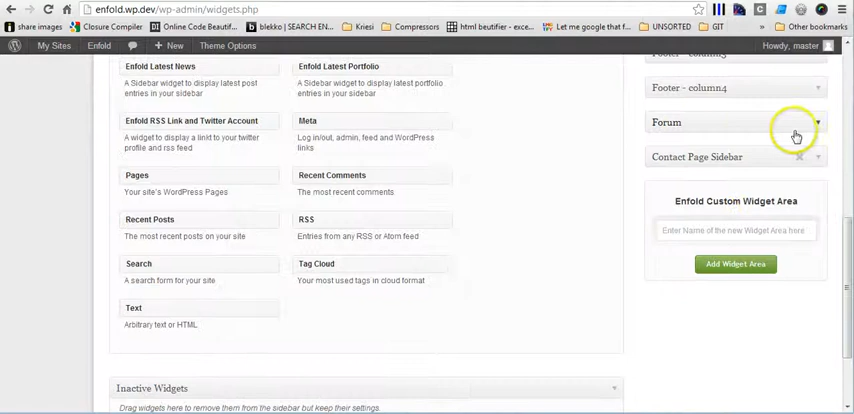 enfold.wp.dev/wp-admin/widgets.php
share images
Closure Compiler
Online Code Beautif...
blekko | SEARCH EN...
Kriesi
Compressors
html beutifier - exce...
Let me google that f...
UNSORTED
GIT
»
Other bookmarks
My Sites
Enfold
+ New
Theme Options
Howdy, master
Footer - column3
Enfold Latest News
Enfold Latest Portfolio
A Sidebar widget to display latest post
entries in your sidebar
A Sidebar widget to display latest portfolio
entries in your sidebar
Footer - column4
Enfold RSS Link and Twitter Account
Meta
A widget to display a link to your twitter
profile and rss feed
Log in/out, admin, feed and WordPress
links
Forum
Contact Page Sidebar
Pages
Recent Comments
Your site's WordPress Pages
The most recent comments
Enfold Custom Widget Area
Enter Name of the new Widget Area here
Add Widget Area
Recent Posts
RSS
The most recent posts on your site
Entries from any RSS or Atom feed
Search
Tag Cloud
A search form for your site
Your most used tags in cloud format
Text
Arbitrary text or HTML
Inactive Widgets
Drag widgets here to remove them from the sidebar but keep their settings.